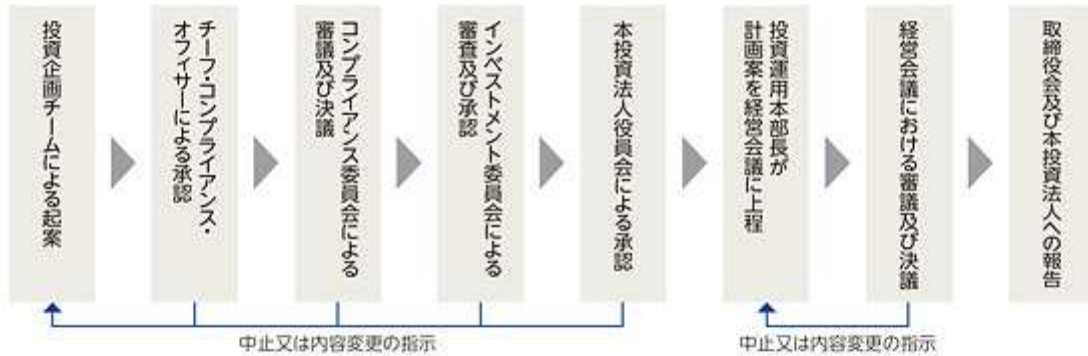 投資企画チームによる起案
チーフ・コンプライアンス・
オフィサーによる承認
コンプライアンス委員会による
審議及び決議
インベストメント委員会による
審査及び承認
本投資法人役員会による承認
投資運用本部長が
計画案を経営会議に上程
経営会議における審議及び決議
取締役会及び本投資法人への報告
中止又は内容変更の指示
中止又は内容変更の指示